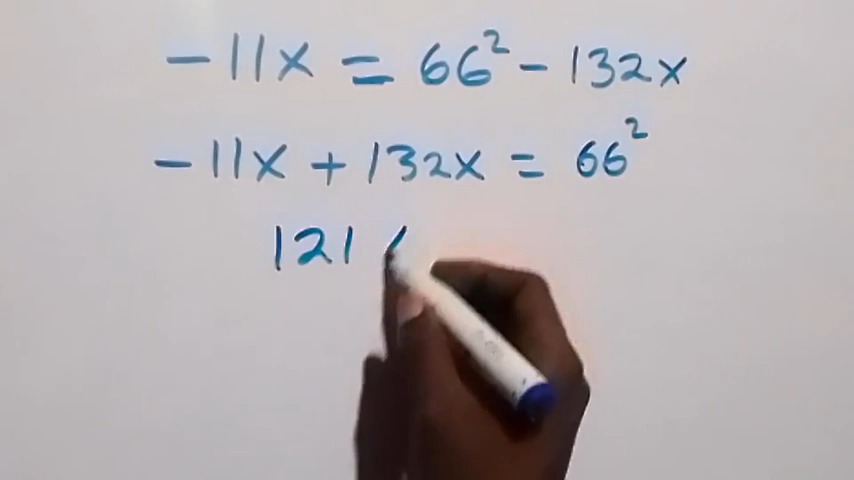 -11x = 66² - 132x
-11x + 132x = 66²
121